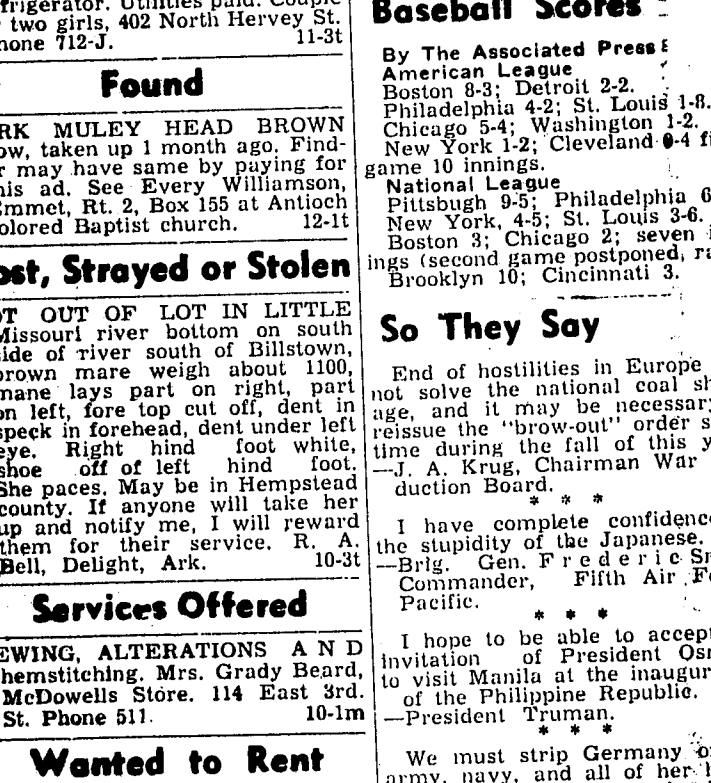 frigerator. Utilities paid. Couple
two girls, 402 North Hervey St.
hone 712-J. 11-3t
Found
RK MULEY HEAD BROWN
ow, taken up 1 month ago. Find-
r may have same by paying for
his ad. See Every Williamson,
Emmet, Rt. 2, Box 155 at Antioch
olored Baptist church. 12-1t
ost, Strayed or Stolen
OT OUT OF LOT IN LITTLE
Missouri river bottom on south
ide of river south of Billstown,
brown mare weigh about 1100,
mane lays part on right, part
on left, fore top cut off, dent in
speck in forehead, dent under left
eye. Right hind foot white,
shoe off of left hind foot.
She paces. May be in Hempstead
county. If anyone will take her
up and notify me, I will reward
them for their service. R. A.
Bell, Delight, Ark. 10-3t
Services Offered
EWING, ALTERATIONS AND
hemstitching. Mrs. Grady Beard,
McDowells Store. 114 East 3rd.
St. Phone 511. 10-1m
Wanted to Rent
Baseball Scores
By The Associated Press
American League
Boston 8-3; Detroit 2-2.
Philadelphia 4-2; St. Louis 1-8.
Chicago 5-4; Washington 1-2.
New York 1-2; Cleveland 0-4 fi
game 10 innings.
National League
Pittsbugh 9-5; Philadelphia 6
New York, 4-5; St. Louis 3-6.
Boston 3; Chicago 2; seven i
ings (second game postponed, ra
Brooklyn 10; Cincinnati 3.
So They Say
End of hostilities in Europe
not solve the national coal sh
age, and it may be necessary
reissue the "brow-out" order s
time during the fall of this y
—J. A. Krug, Chairman War
duction Board.
* * *
I have complete confidence
the stupidity of the Japanese.
—Brig. Gen. Frederic Sm
Commander, Fifth Air Fo
Pacific.
* * *
I hope to be able to accept
invitation of President Osm
to visit Manila at the inaugur
of the Philippine Republic.
—President Truman.
* * *
We must strip Germany o
army, navy, and all of her